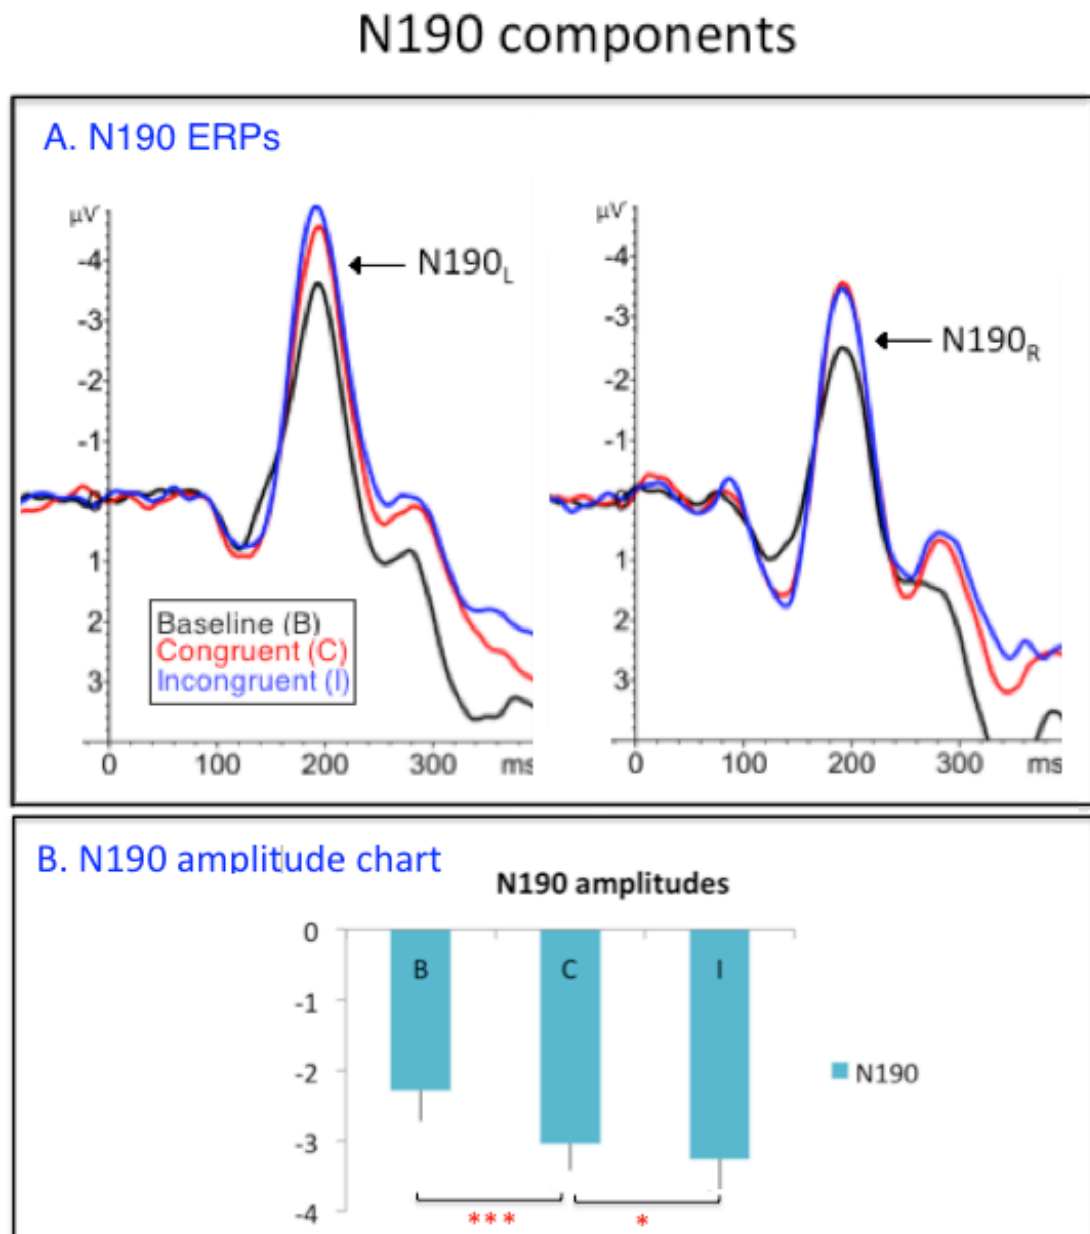 N190 components
A. N190 ERPs
µV
-4
-3
-2
-1
0
1
2
3
0 100 200 300 ms
N190L
Baseline (B)
Congruent (C)
Incongruent (I)
µV
-4
-3
-2
-1
0
1
2
3
0 100 200 300 ms
N190R
B. N190 amplitude chart
N190 amplitudes
0
-1
-2
-3
-4
B C I
N190
*** *